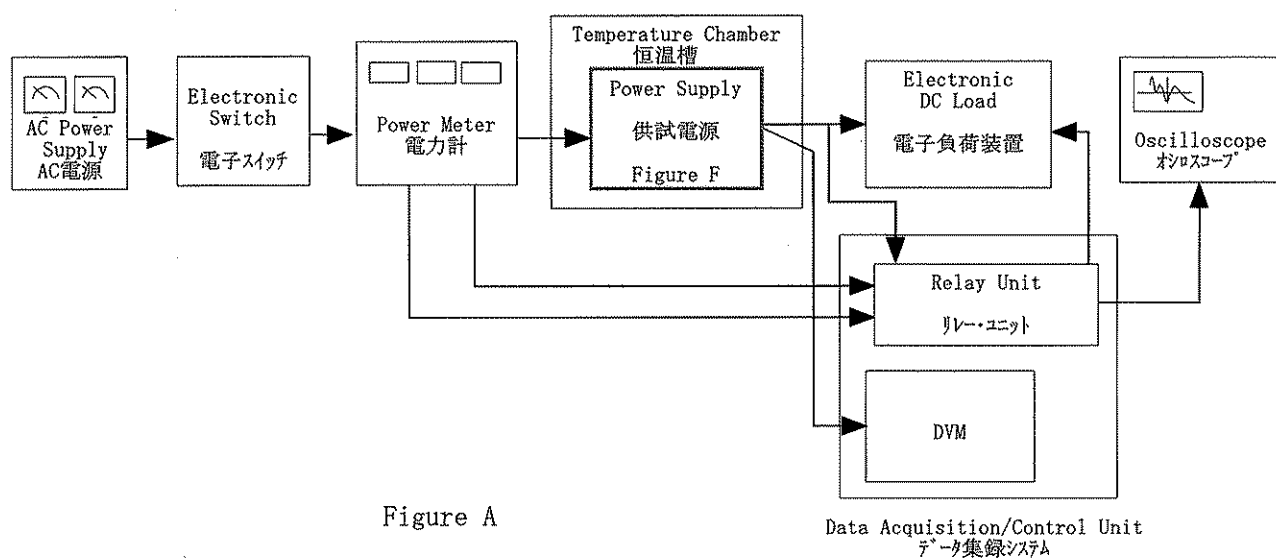 AC Power
Supply
AC電源
Electronic
Switch
電子スイッチ
Power Meter
電力計
Temperature Chamber
恒温槽
Power Supply
供試電源
Figure F
Electronic
DC Load
電子負荷装置
Oscilloscope
オシロスコープ
Relay Unit
リレー・ユニット
DVM
Figure A
Data Acquisition/Control Unit
データ集録システム